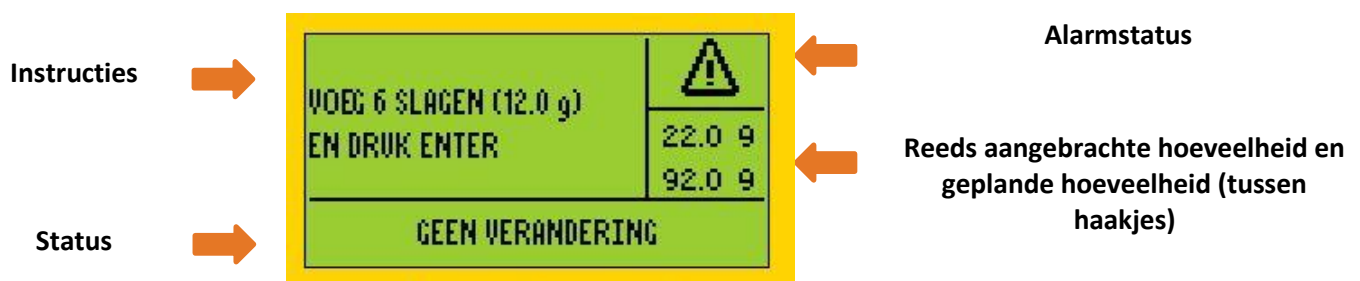 Instructies
Status
VOEG 6 SLAGEN (12.0 g)
EN DRUK ENTER
22.0 g
92.0 g
GEEN VERANDERING
Alarmstatus
Reeds aangebrachte hoeveelheid en
geplande hoeveelheid (tussen
haakjes)